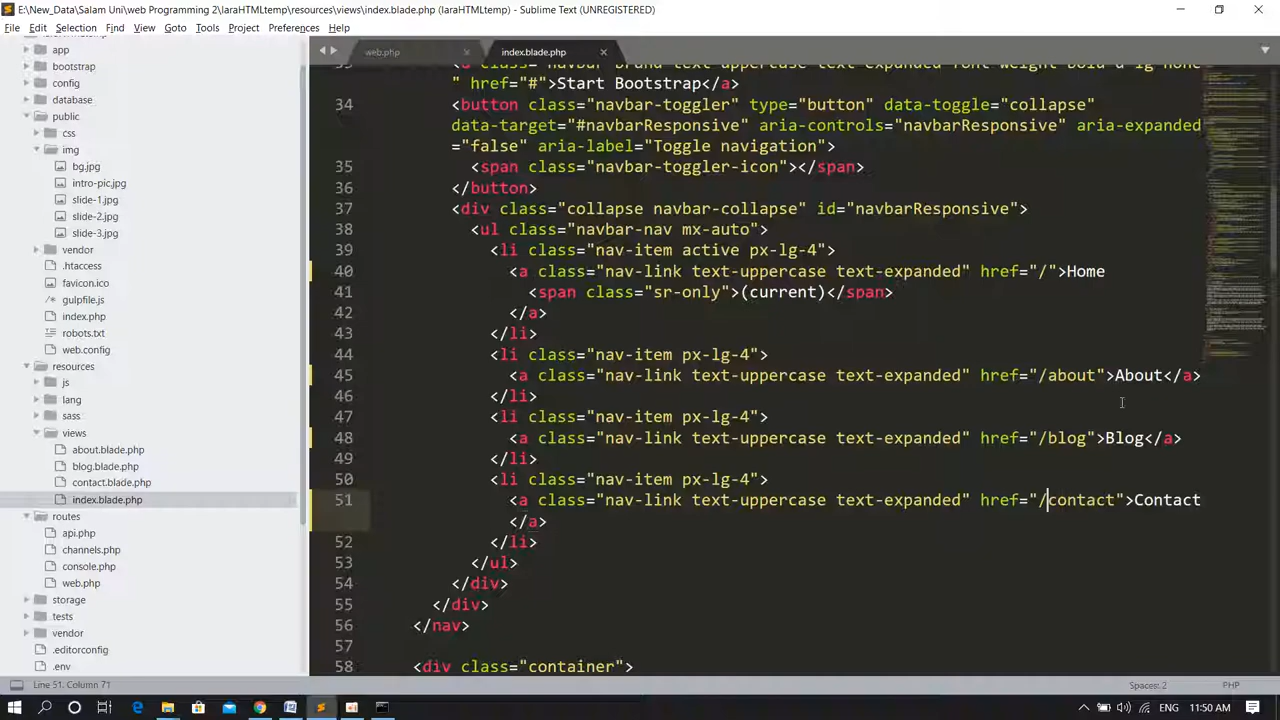 E:\New_Data\Salam Uni\web Programming 2\laraHTMLtemp\resources\views\index.blade.php (laraHTMLtemp) - Sublime Text (UNREGISTERED)
File Edit Selection Find View Goto Tools Project Preferences Help
app
bootstrap
config
database
public
css
img
bg.jpg
intro-pic.jpg
slide-1.jpg
slide-2.jpg
slide-3.jpg
vendor
.htaccess
favicon.ico
gulpfile.js
index.php
robots.txt
web.config
resources
js
lang
sass
views
about.blade.php
blog.blade.php
contact.blade.php
index.blade.php
routes
api.php
channels.php
console.php
web.php
storage
tests
vendor
.editorconfig
.env
web.php index.blade.php
" href="#">Start Bootstrap</a>
34 <button class="navbar-toggler" type="button" data-toggle="collapse"
data-target="#navbarResponsive" aria-controls="navbarResponsive" aria-expanded
="false" aria-label="Toggle navigation">
35 <span class="navbar-toggler-icon"></span>
36 </button>
37 <div class="collapse navbar-collapse" id="navbarResponsive">
38 <ul class="navbar-nav mx-auto">
39 <li class="nav-item active px-lg-4">
40 <a class="nav-link text-uppercase text-expanded" href="/">Home
41 <span class="sr-only">(current)</span>
42 </a>
43 </li>
44 <li class="nav-item px-lg-4">
45 <a class="nav-link text-uppercase text-expanded" href="/about">About</a>
46 </li>
47 <li class="nav-item px-lg-4">
48 <a class="nav-link text-uppercase text-expanded" href="/blog">Blog</a>
49 </li>
50 <li class="nav-item px-lg-4">
51 <a class="nav-link text-uppercase text-expanded" href="/contact">Contact
</a>
52 </li>
53 </ul>
54 </div>
55 </div>
56 </nav>
57
58 <div class="container">
Line 51, Column 71 Spaces: 2 PHP
ENG 11:50 AM